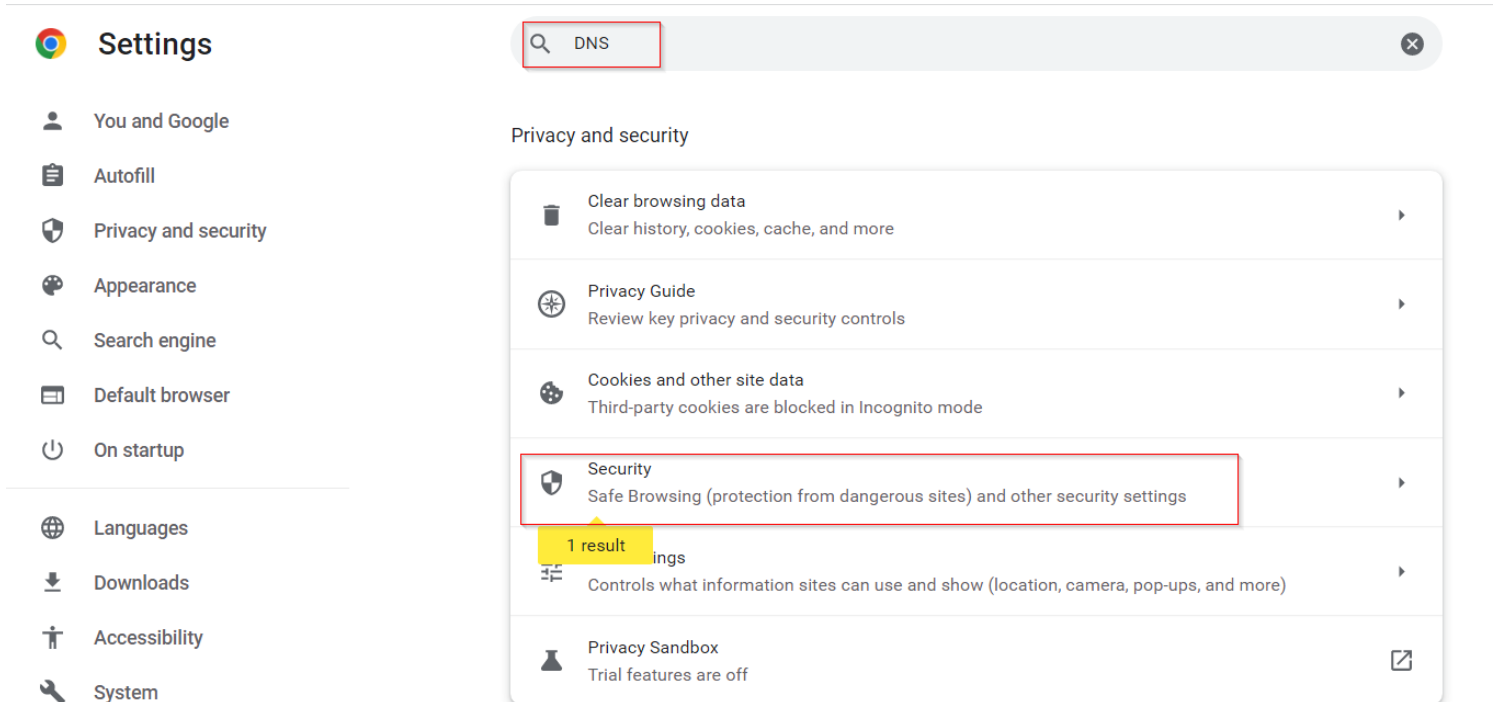 Settings
DNS
You and Google
Autofill
Privacy and security
Appearance
Search engine
Default browser
On startup
Languages
Downloads
Accessibility
System
Privacy and security
Clear browsing data
Clear history, cookies, cache, and more
Privacy Guide
Review key privacy and security controls
Cookies and other site data
Third-party cookies are blocked in Incognito mode
Security
Safe Browsing (protection from dangerous sites) and other security settings
1 result
ings
Controls what information sites can use and show (location, camera, pop-ups, and more)
Privacy Sandbox
Trial features are off